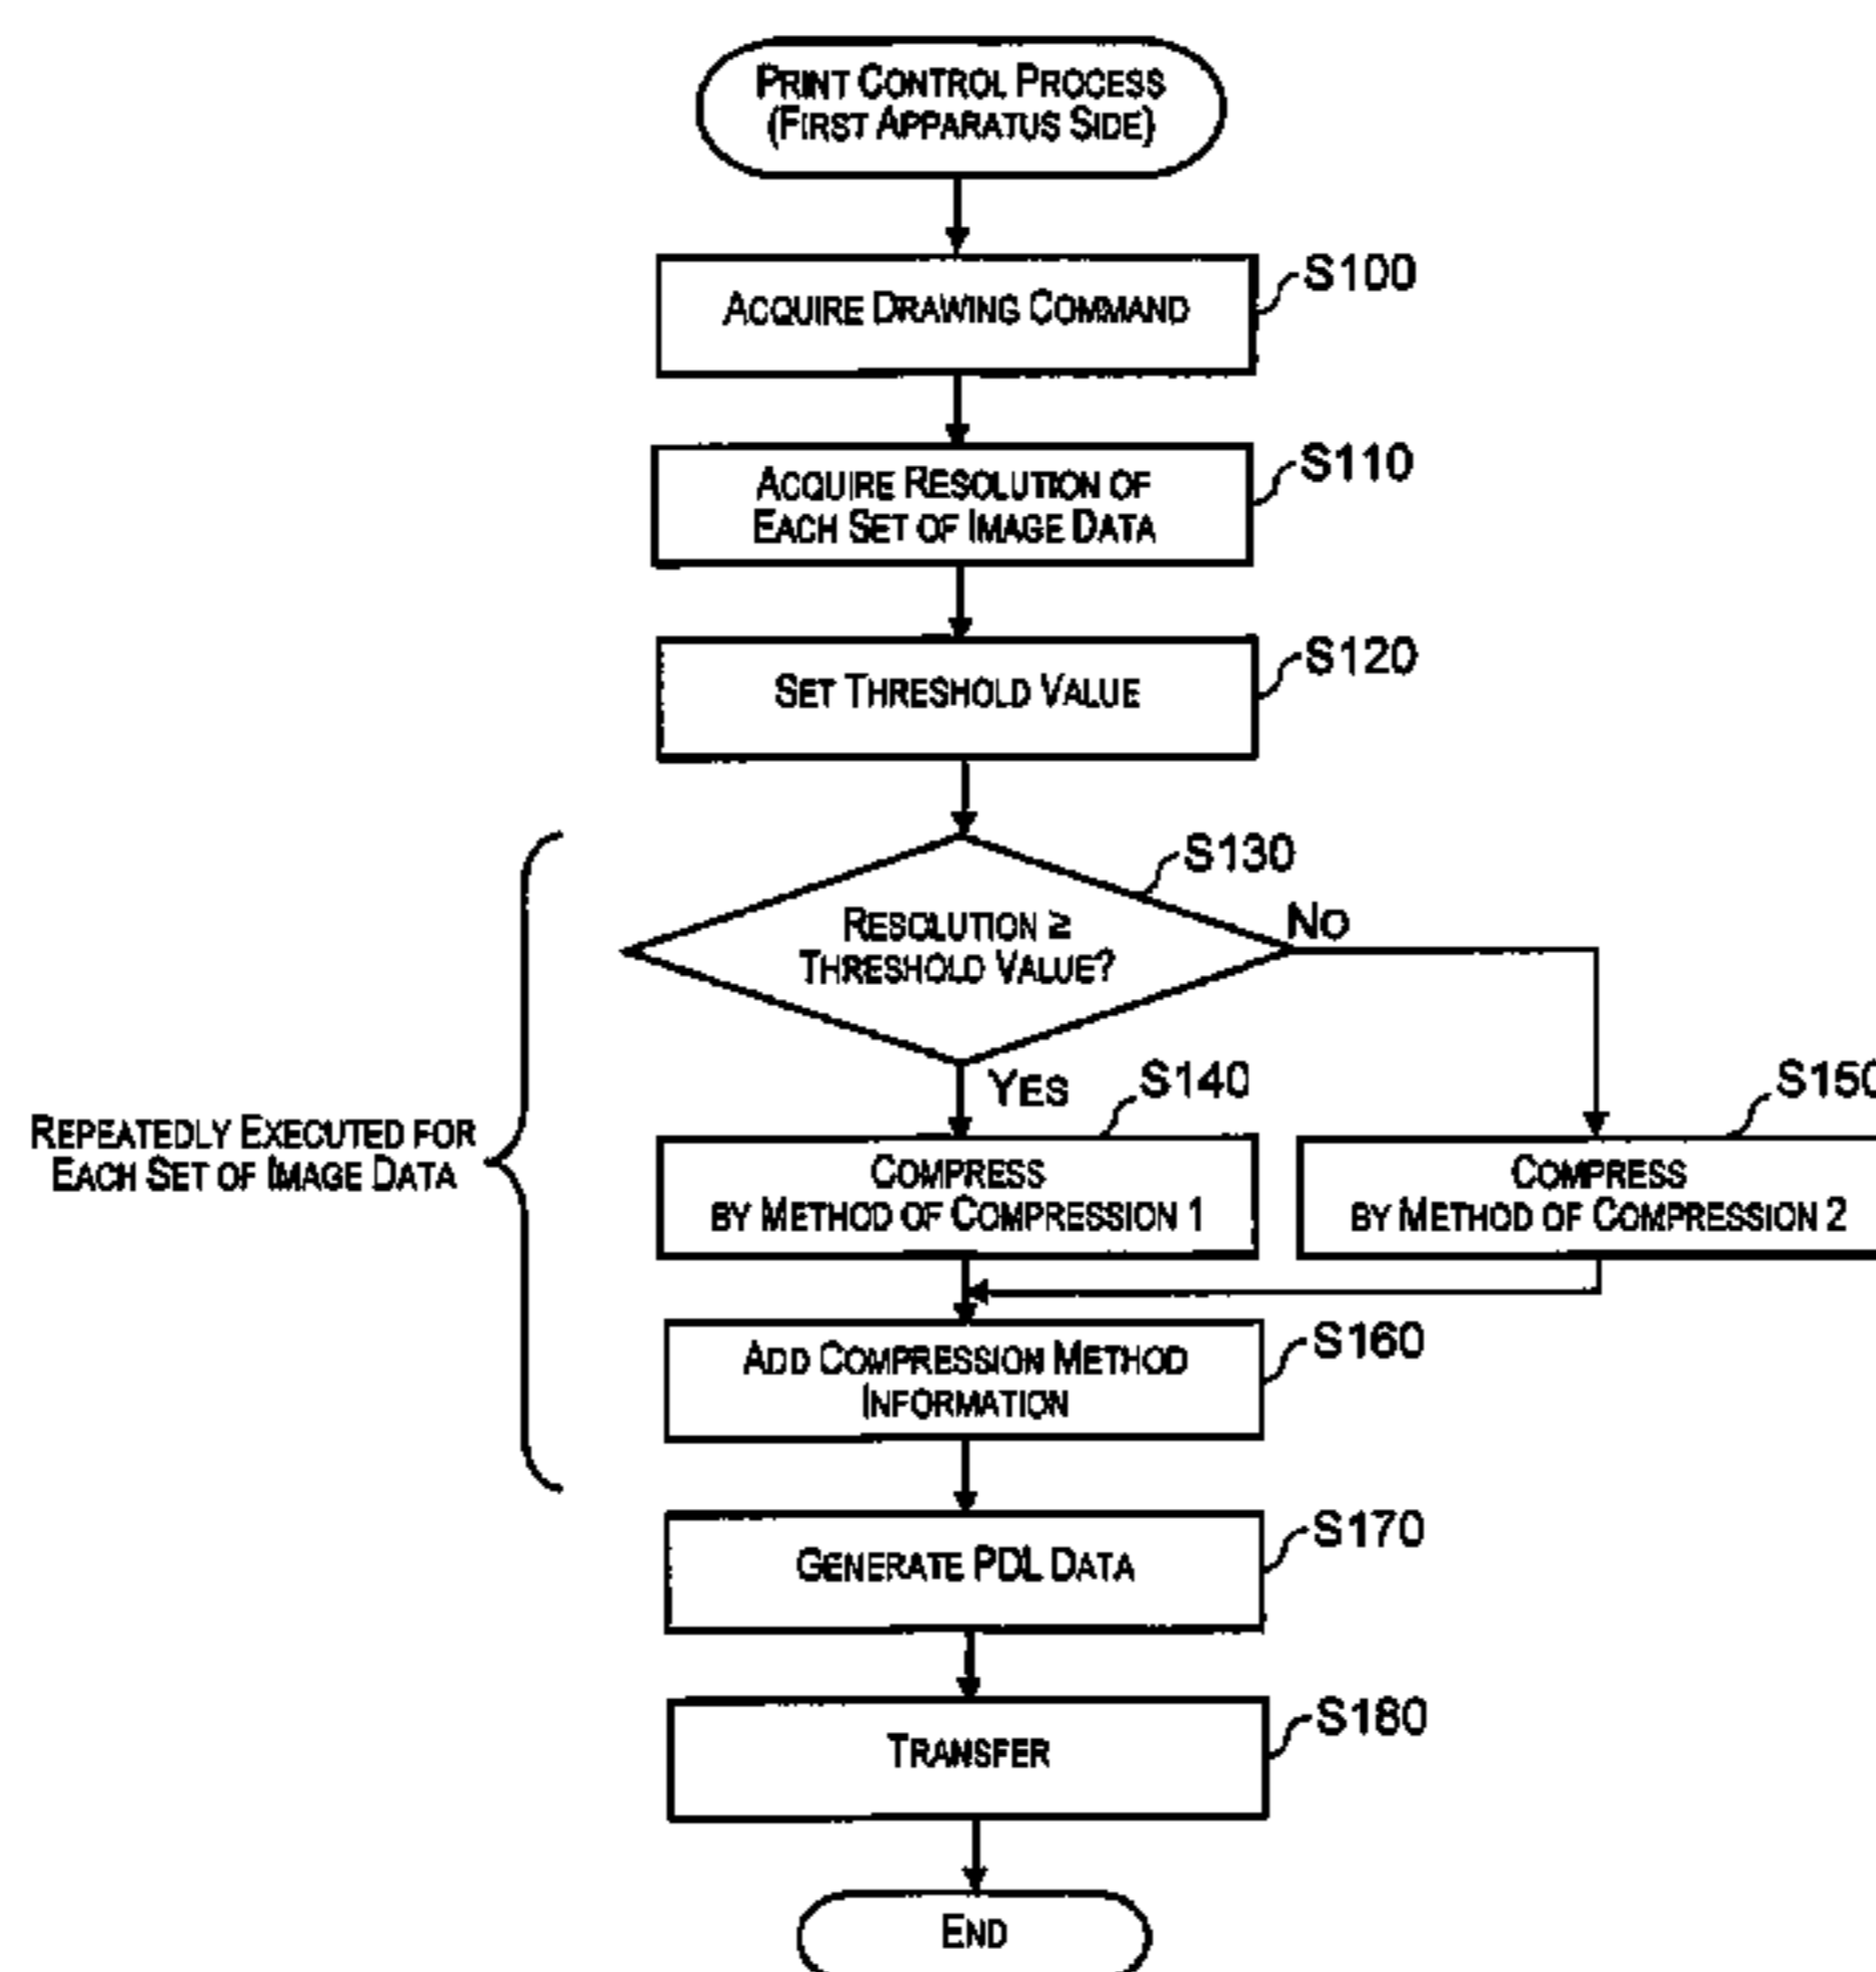 PRINT CONTROL PROCESS
(FIRST APPARATUS SIDE)
S100
ACQUIRE DRAWING COMMAND
S110
ACQUIRE RESOLUTION OF
EACH SET OF IMAGE DATA
S120
SET THRESHOLD VALUE
S130
RESOLUTION ≥
THRESHOLD VALUE?
NO
YES
S140
S150
REPEATEDLY EXECUTED FOR
EACH SET OF IMAGE DATA
COMPRESS
BY METHOD OF COMPRESSION 1
COMPRESS
BY METHOD OF COMPRESSION 2
S160
ADD COMPRESSION METHOD
INFORMATION
S170
GENERATE PDL DATA
S180
TRANSFER
END